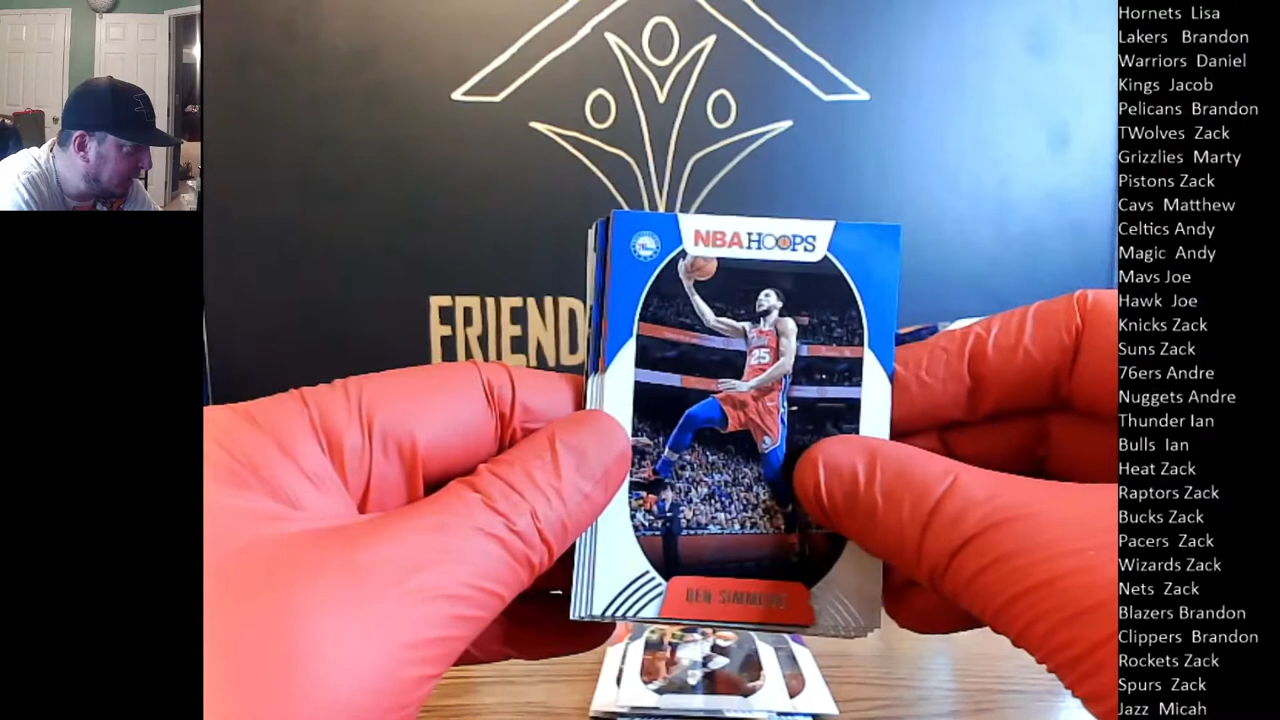 FRIEND
NBA HOOPS
25
BEN SIMMONS
Hornets Lisa
Lakers Brandon
Warriors Daniel
Kings Jacob
Pelicans Brandon
TWolves Zack
Grizzlies Marty
Pistons Zack
Cavs Matthew
Celtics Andy
Magic Andy
Mavs Joe
Hawk Joe
Knicks Zack
Suns Zack
76ers Andre
Nuggets Andre
Thunder Ian
Bulls Ian
Heat Zack
Raptors Zack
Bucks Zack
Pacers Zack
Wizards Zack
Nets Zack
Blazers Brandon
Clippers Brandon
Rockets Zack
Spurs Zack
Jazz Micah